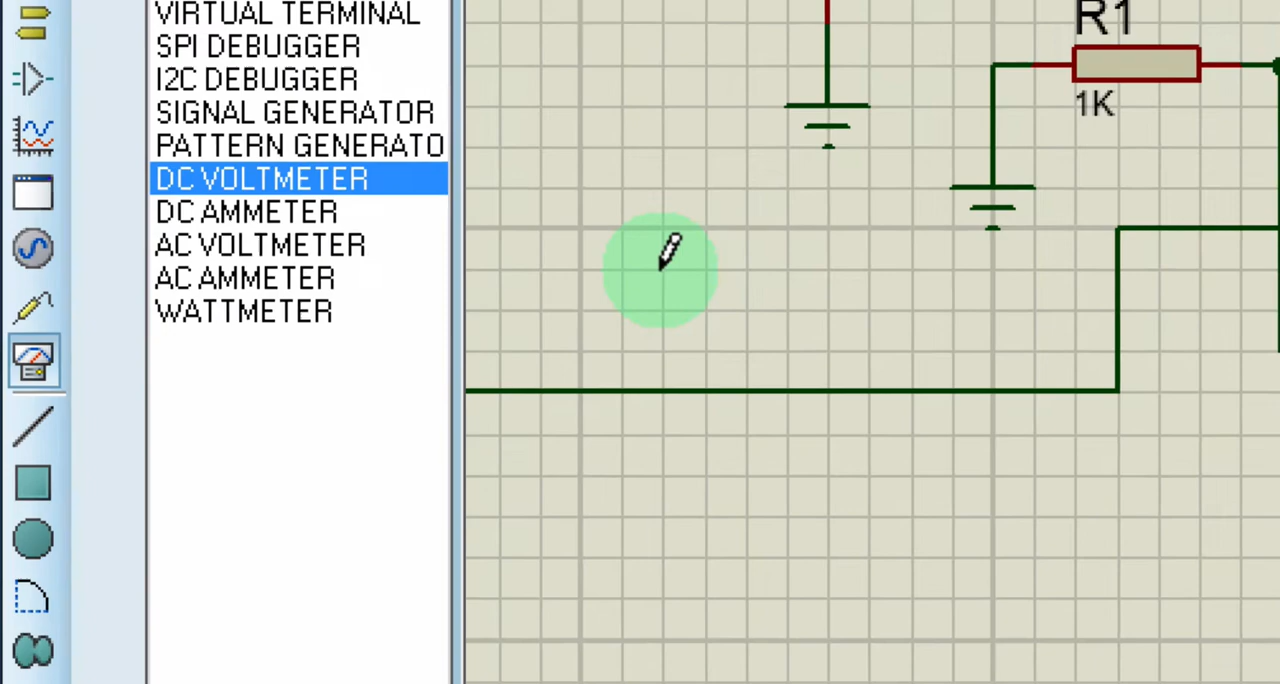 VIRTUAL TERMINAL
SPI DEBUGGER
I2C DEBUGGER
SIGNAL GENERATOR
PATTERN GENERATO
DC VOLTMETER
DC AMMETER
AC VOLTMETER
AC AMMETER
WATTMETER
R1
1K